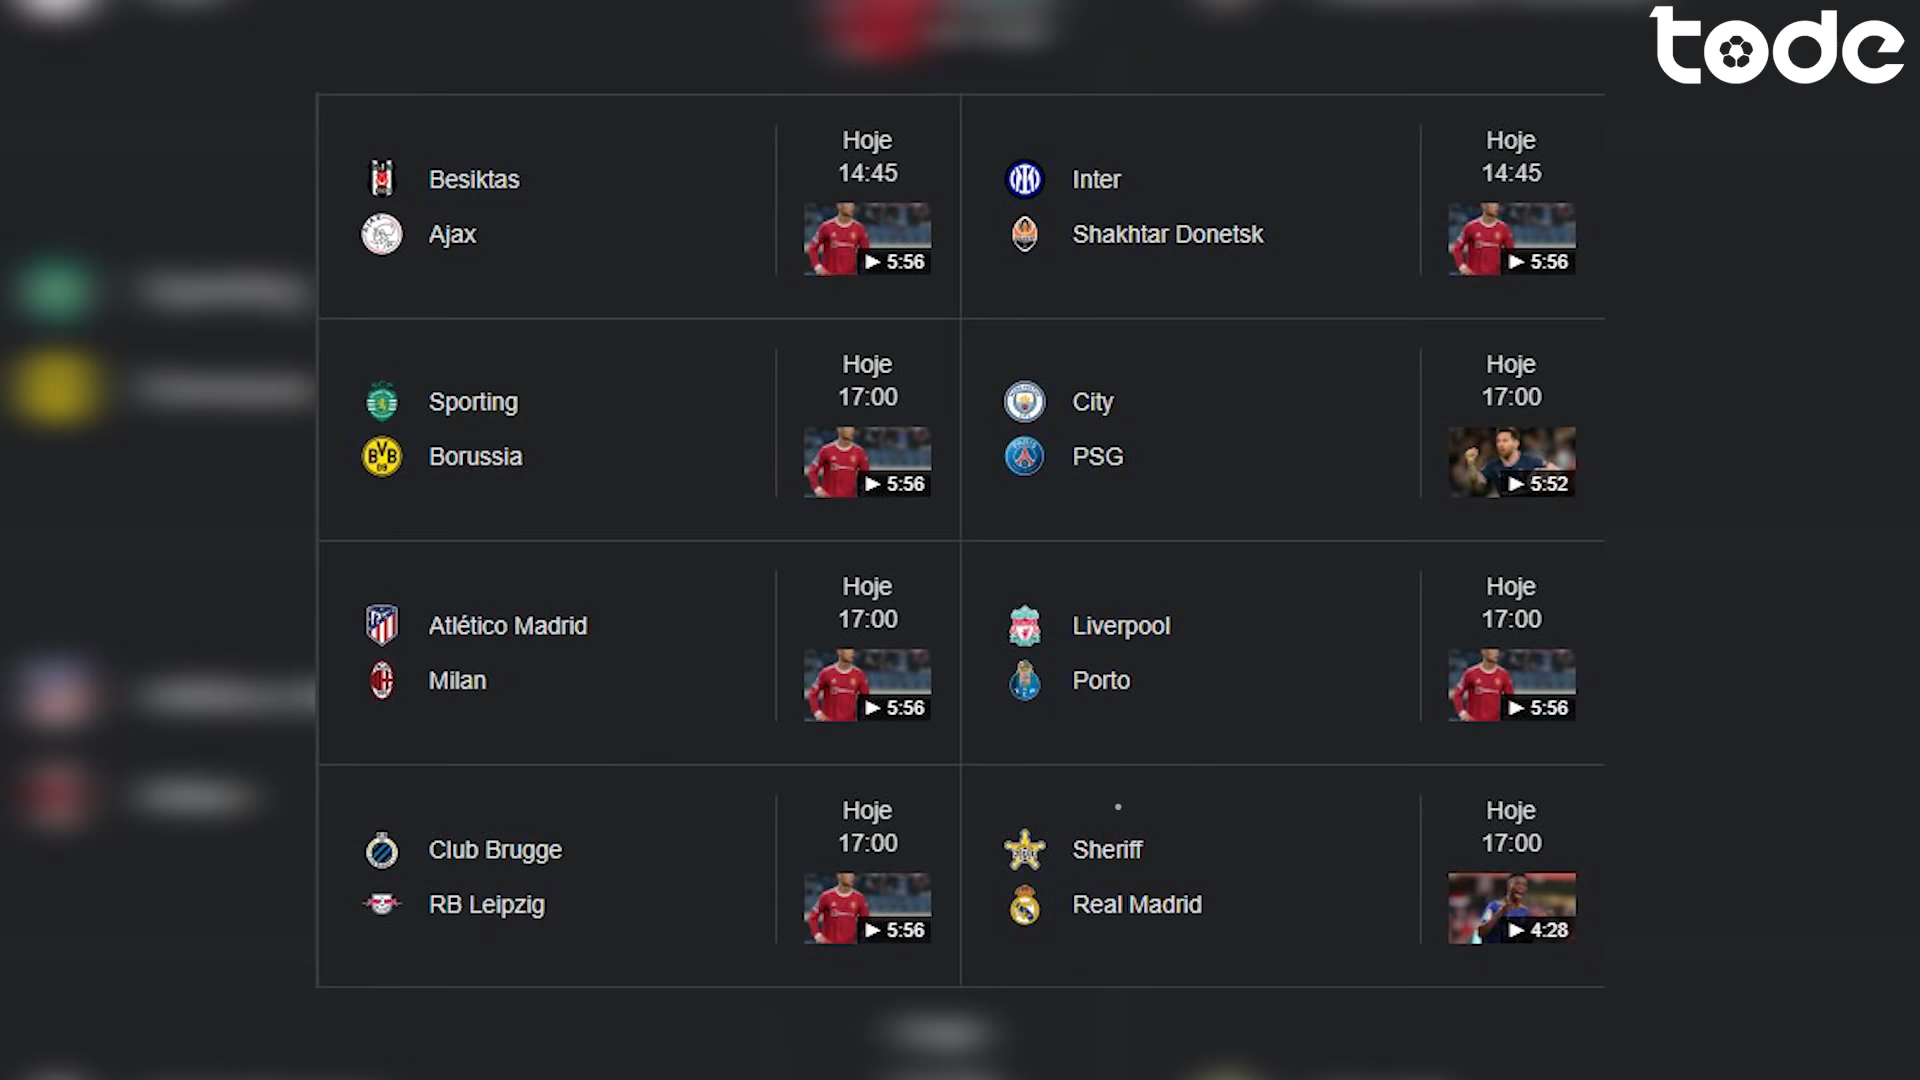 tode
Hoje
14:45
Besiktas
Ajax
5:56
Hoje
14:45
Inter
Shakhtar Donetsk
5:56
Hoje
17:00
Sporting
Borussia
5:56
Hoje
17:00
City
PSG
5:52
Hoje
17:00
Atlético Madrid
Milan
5:56
Hoje
17:00
Liverpool
Porto
5:56
Hoje
17:00
Club Brugge
RB Leipzig
5:56
Hoje
17:00
Sheriff
Real Madrid
4:28